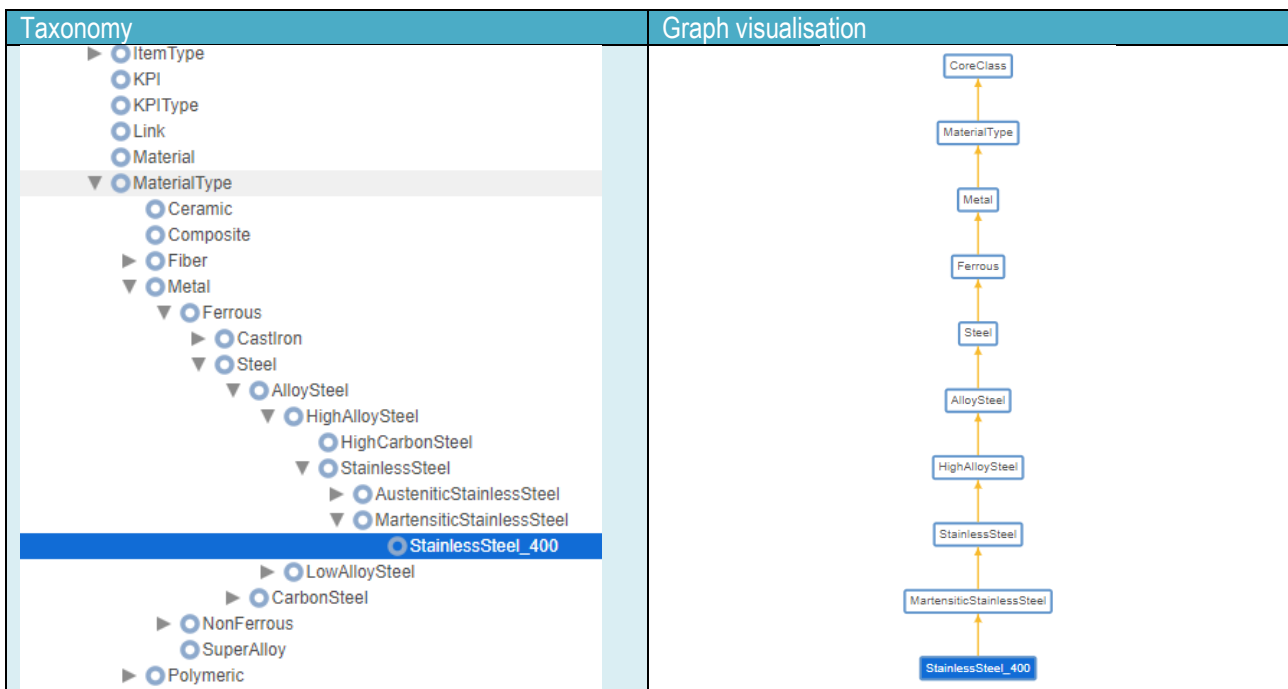 Taxonomy
ItemType
KPI
KPIType
Link
Material
MaterialType
Ceramic
Composite
Fiber
Metal
Ferrous
CastIron
Steel
AlloySteel
HighAlloySteel
HighCarbonSteel
StainlessSteel
AusteniticStainlessSteel
MartensiticStainlessSteel
StainlessSteel_400
LowAlloySteel
CarbonSteel
NonFerrous
SuperAlloy
Polymeric
Graph visualisation
CoreClass
MaterialType
Metal
Ferrous
Steel
AlloySteel
HighAlloySteel
StainlessSteel
MartensiticStainlessSteel
StainlessSteel_400